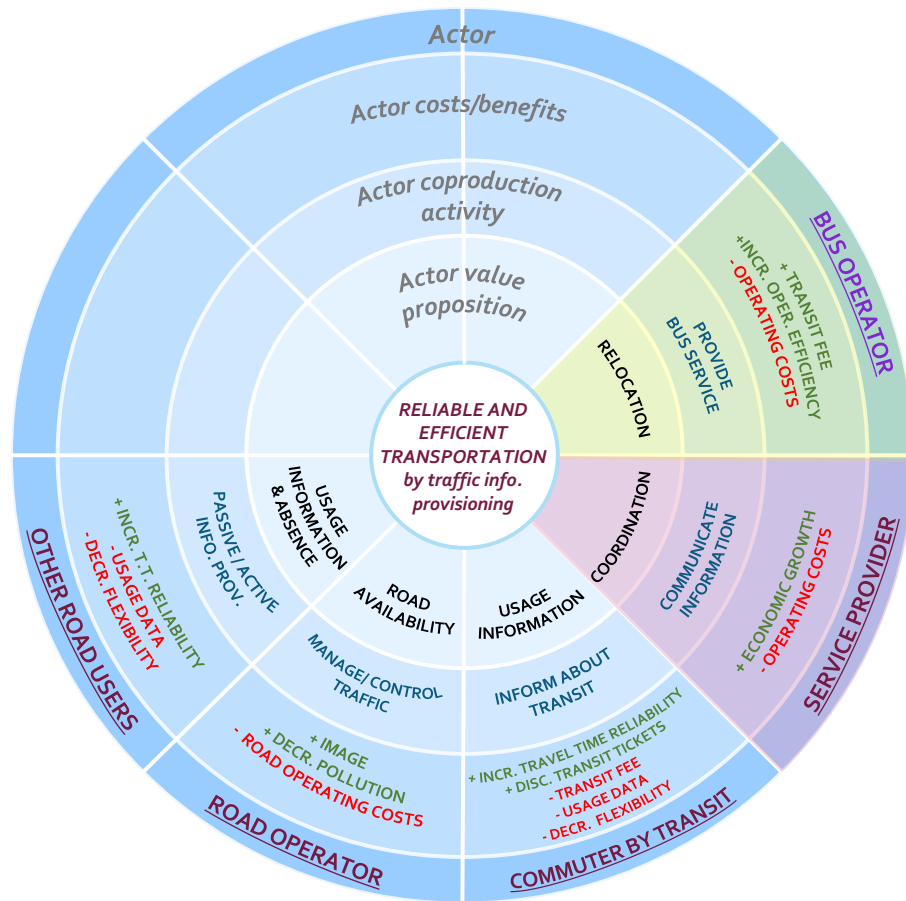 Actor
Actor costs/benefits
Actor coproduction
activity
Actor value
proposition
RELIABLE AND
EFFICIENT
TRANSPORTATION
by traffic info.
provisioning
BUS OPERATOR
+ TRANSIT FEE
+INCR. OPER. EFFICIENCY
- OPERATING COSTS
PROVIDE
BUS SERVICE
RELOCATION
SERVICE PROVIDER
+ ECONOMIC GROWTH
- OPERATING COSTS
COMMUNICATE
INFORMATION
COORDINATION
USAGE
INFORMATION
INFORM ABOUT
TRANSIT
+ INCR. TRAVEL TIME RELIABILITY
+ DISC. TRANSIT TICKETS
- TRANSIT FEE
- USAGE DATA
- DECR. FLEXIBILITY
COMMUTER BY TRANSIT
ROAD
AVAILABILITY
MANAGE/ CONTROL
TRAFFIC
+ IMAGE
+ DECR. POLLUTION
- ROAD OPERATING COSTS
ROAD OPERATOR
USAGE
INFORMATION
& ABSENCE
PASSIVE / ACTIVE
INFO. PROV.
+ INCR. T.T. RELIABILITY
- USAGE DATA
- DECR. FLEXIBILITY
OTHER ROAD USERS